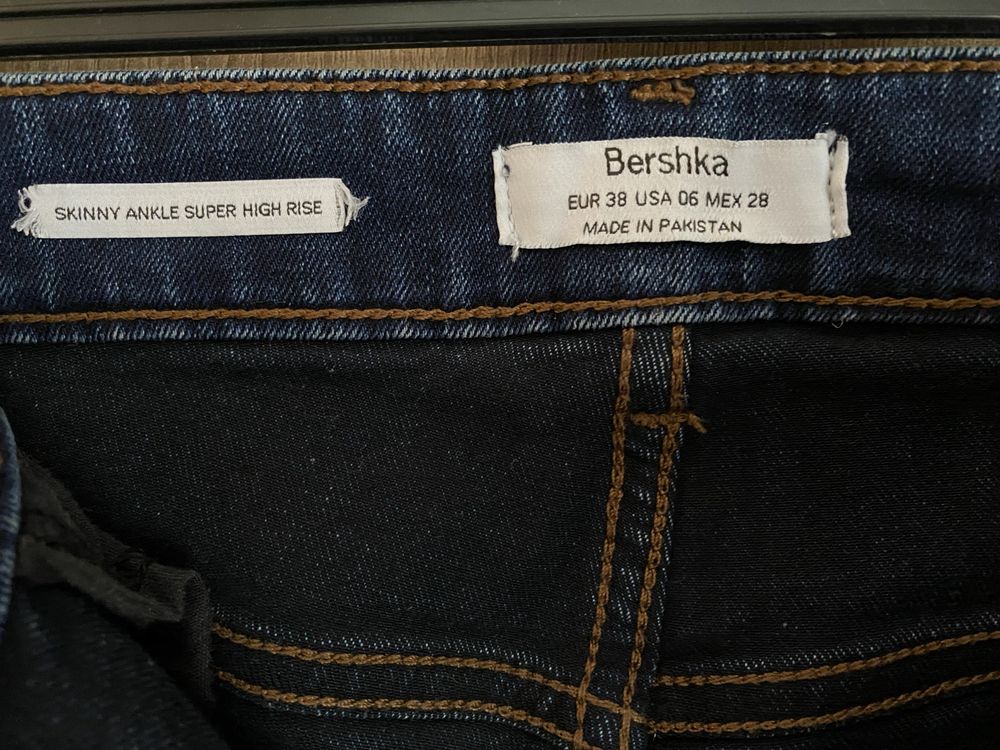 SKINNY ANKLE SUPER HIGH RISE
Bershka
EUR 38 USA 06 MEX 28
MADE IN PAKISTAN